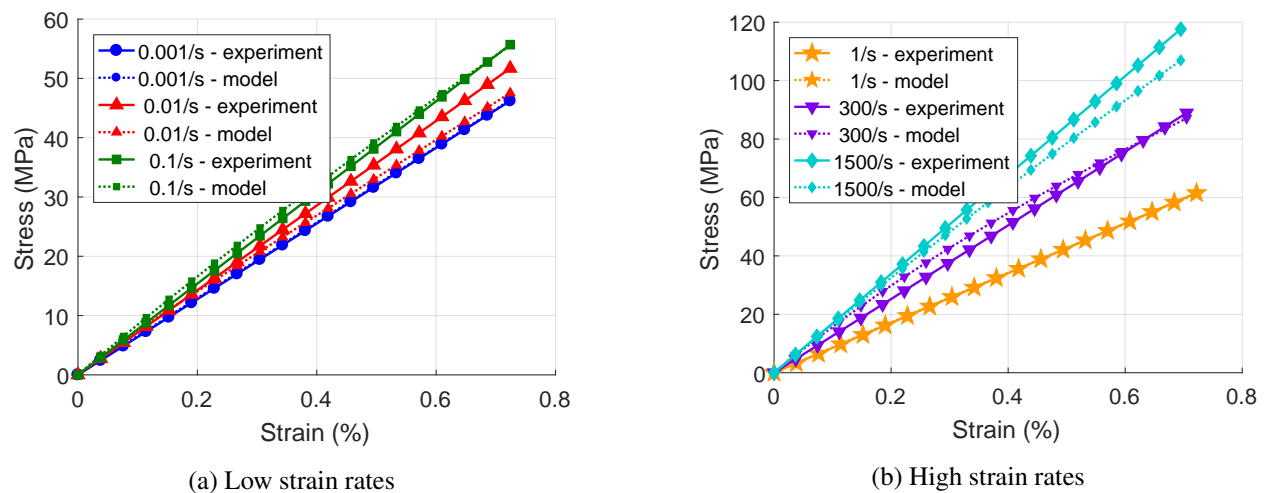 60
50
40
30
20
10
0
Stress (MPa)
0.001/s - experiment
0.001/s - model
0.01/s - experiment
0.01/s - model
0.1/s - experiment
0.1/s - model
0 0.2 0.4 0.6 0.8
Strain (%)
(a) Low strain rates
120
100
80
60
40
20
0
Stress (MPa)
1/s - experiment
1/s - model
300/s - experiment
300/s - model
1500/s - experiment
1500/s - model
0 0.2 0.4 0.6 0.8
Strain (%)
(b) High strain rates